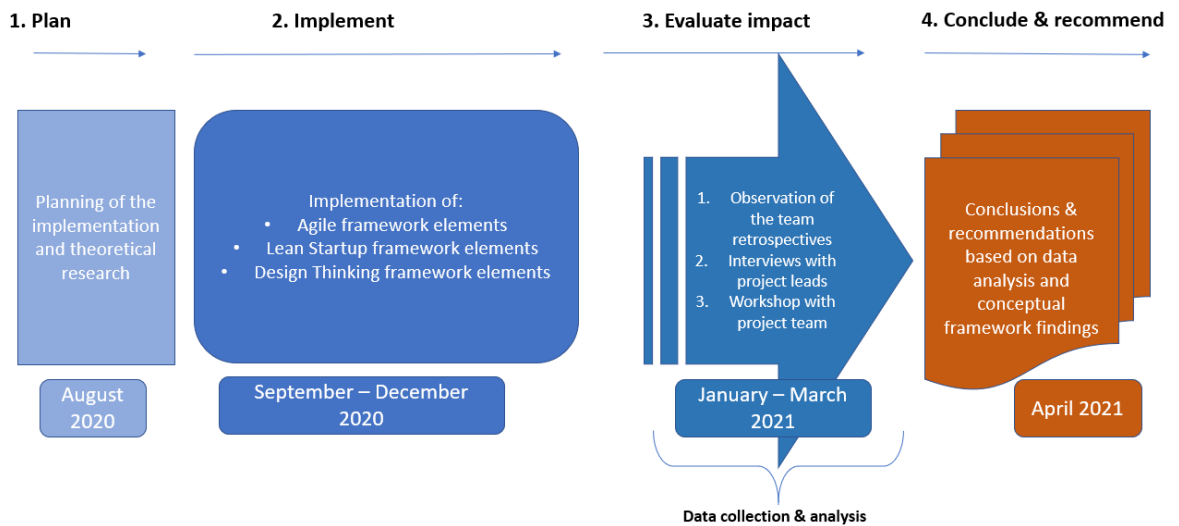 1. Plan
2. Implement
3. Evaluate impact
4. Conclude & recommend
Planning of the
implementation
and theoretical
research
Implementation of:
• Agile framework elements
• Lean Startup framework elements
• Design Thinking framework elements
1. Observation of
the team
retrospectives
2. Interviews with
project leads
3. Workshop with
project team
Conclusions &
recommendations
based on data
analysis and
conceptual
framework findings
August
2020
September – December
2020
January – March
2021
April 2021
Data collection & analysis